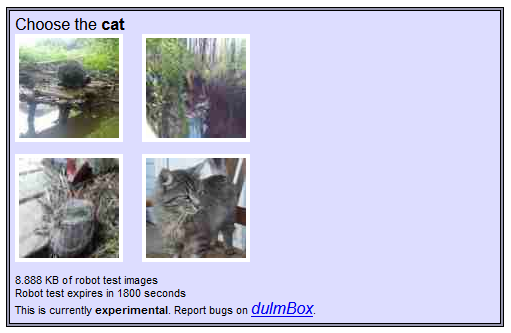 Choose the cat
8.888 KB of robot test images
Robot test expires in 1800 seconds
This is currently experimental. Report bugs on dulmBox.